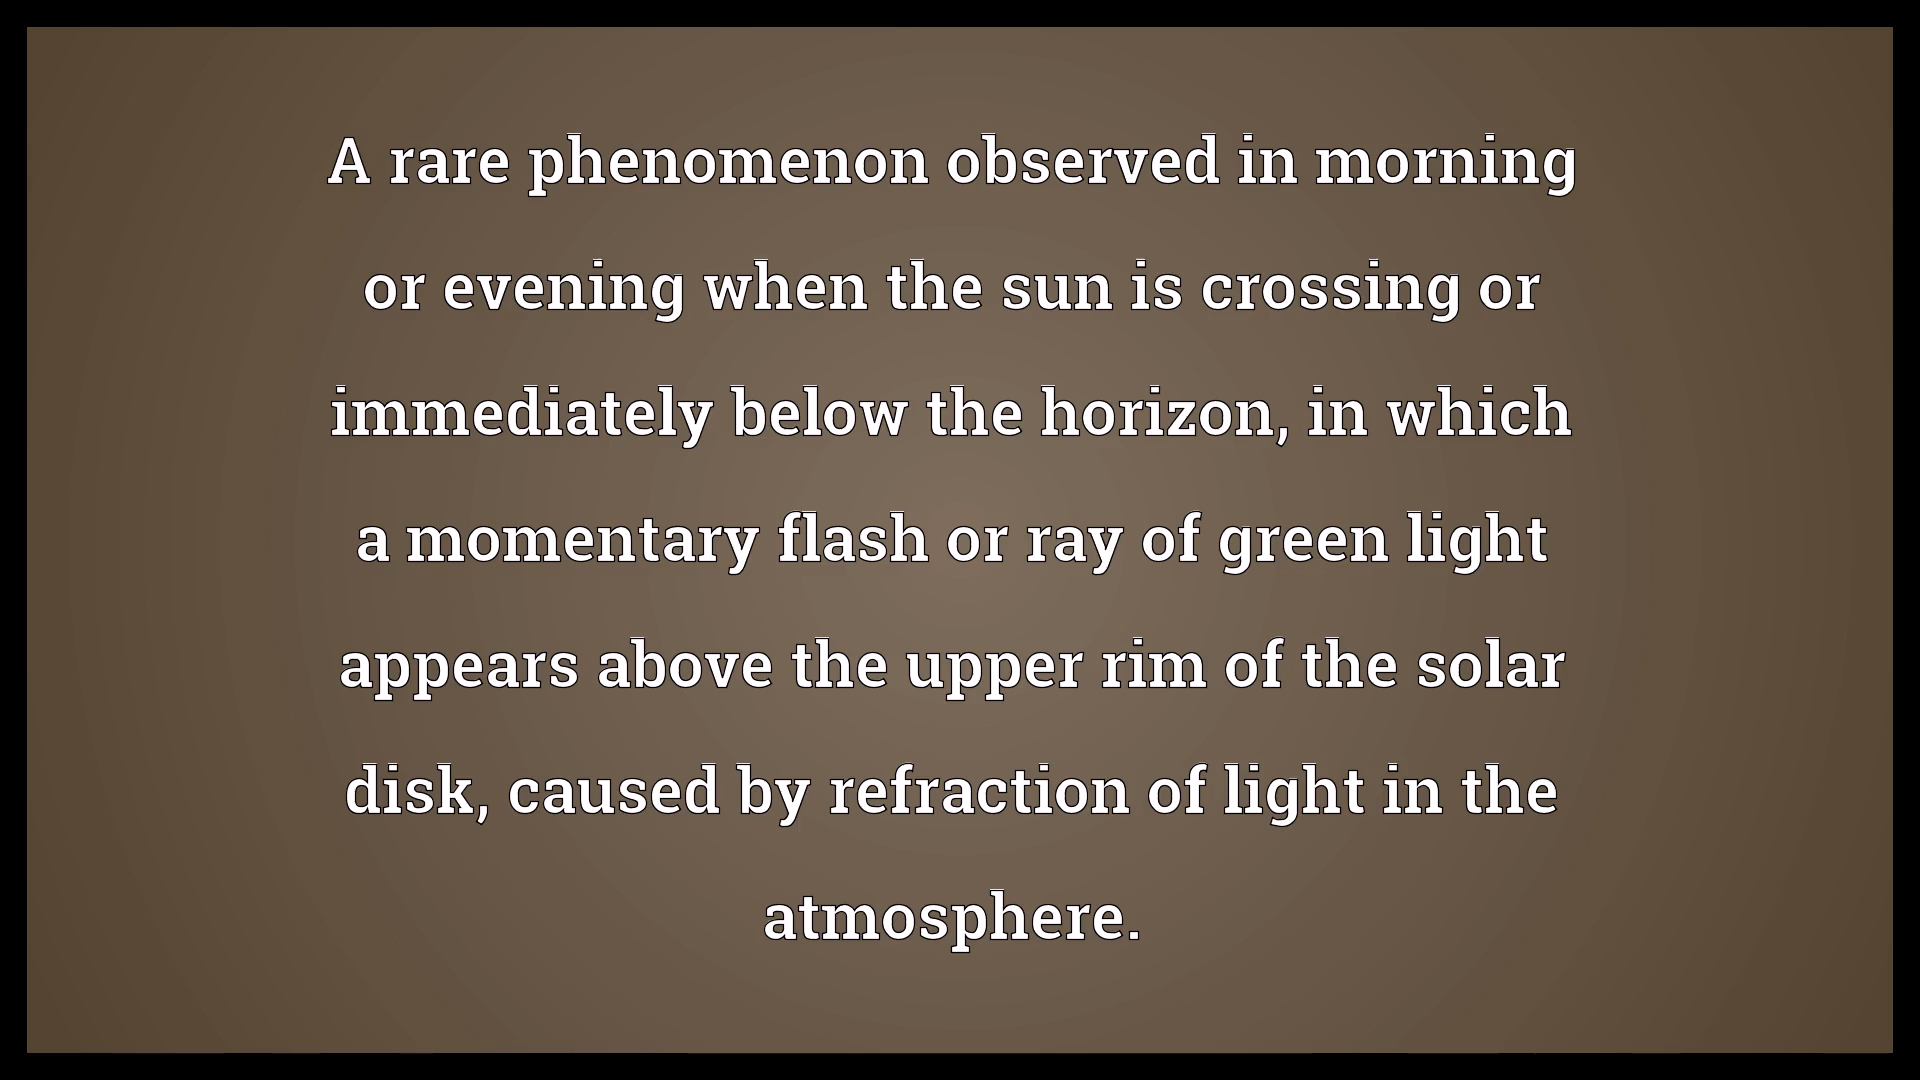 A rare phenomenon observed in morning
or evening when the sun is crossing or
immediately below the horizon, in which
a momentary flash or ray of green light
appears above the upper rim of the solar
disk, caused by refraction of light in the
atmosphere.